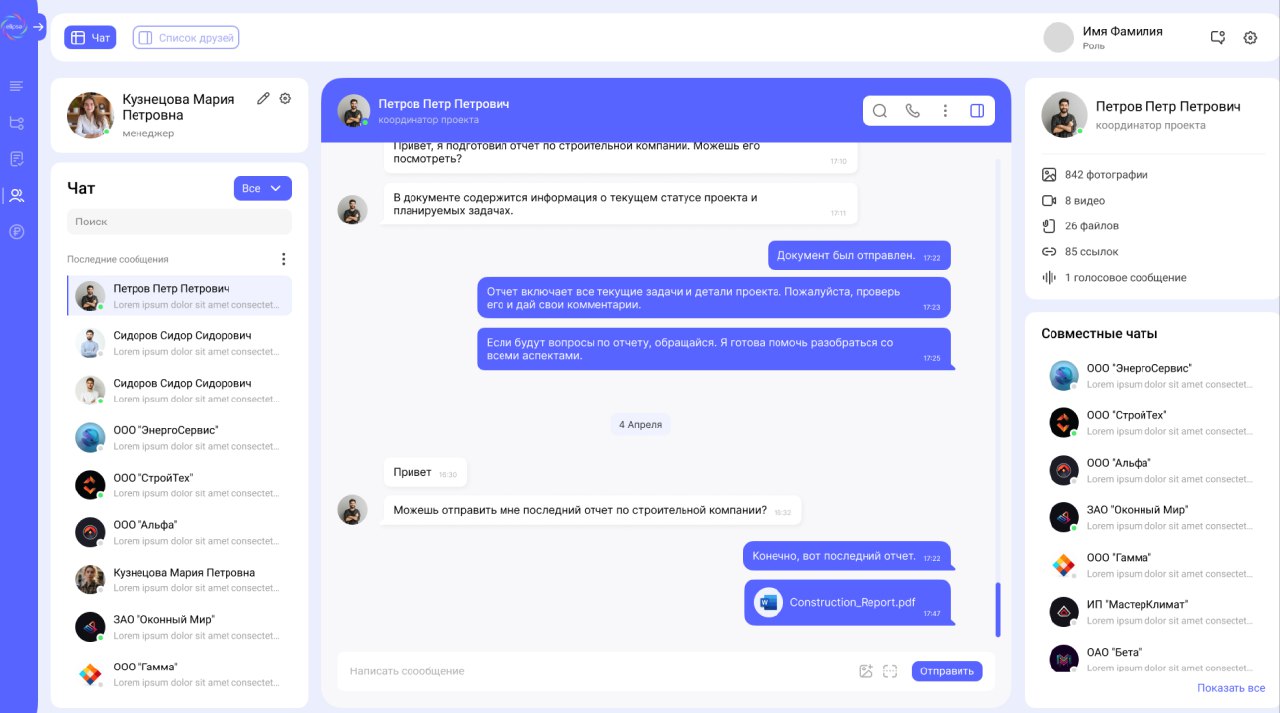 ellipse
Чат
Список друзей
Имя Фамилия
Роль
Кузнецова Мария
Петровна
менеджер
Чат
Все
Поиск
Последние сообщения
Петров Петр Петрович
Lorem ipsum dolor sit amet consectet...
Сидоров Сидор Сидорович
Lorem ipsum dolor sit amet consectet...
Сидоров Сидор Сидорович
Lorem ipsum dolor sit amet consectet...
ООО "ЭнергоСервис"
Lorem ipsum dolor sit amet consectet...
ООО "СтройТех"
Lorem ipsum dolor sit amet consectet...
ООО "Альфа"
Lorem ipsum dolor sit amet consectet...
Кузнецова Мария Петровна
Lorem ipsum dolor sit amet consectet...
ЗАО "Оконный Мир"
Lorem ipsum dolor sit amet consectet...
ООО "Гамма"
Lorem ipsum dolor sit amet consectet...
Петров Петр Петрович
координатор проекта
Привет, я подготовил отчет по строительной компании. Можешь его
посмотреть?
17:10
В документе содержится информация о текущем статусе проекта и
планируемых задачах.
17:11
Документ был отправлен. 17:22
Отчет включает все текущие задачи и детали проекта. Пожалуйста, проверь
его и дай свои комментарии.
17:23
Если будут вопросы по отчету, обращайся. Я готова помочь разобраться со
всеми аспектами.
17:25
4 Апреля
Привет 16:30
Можешь отправить мне последний отчет по строительной компании? 16:32
Конечно, вот последний отчет. 17:22
Construction_Report.pdf
17:47
Написать сообщение
Отправить
Петров Петр Петрович
координатор проекта
842 фотографии
8 видео
26 файлов
85 ссылок
1 голосовое сообщение
Совместные чаты
ООО "ЭнергоСервис"
Lorem ipsum dolor sit amet consectet...
ООО "СтройТех"
Lorem ipsum dolor sit amet consectet...
ООО "Альфа"
Lorem ipsum dolor sit amet consectet...
ЗАО "Оконный Мир"
Lorem ipsum dolor sit amet consectet...
ООО "Гамма"
Lorem ipsum dolor sit amet consectet...
ИП "МастерКлимат"
Lorem ipsum dolor sit amet consectet...
ОАО "Бета"
Lorem ipsum dolor sit amet consectet...
Показать все